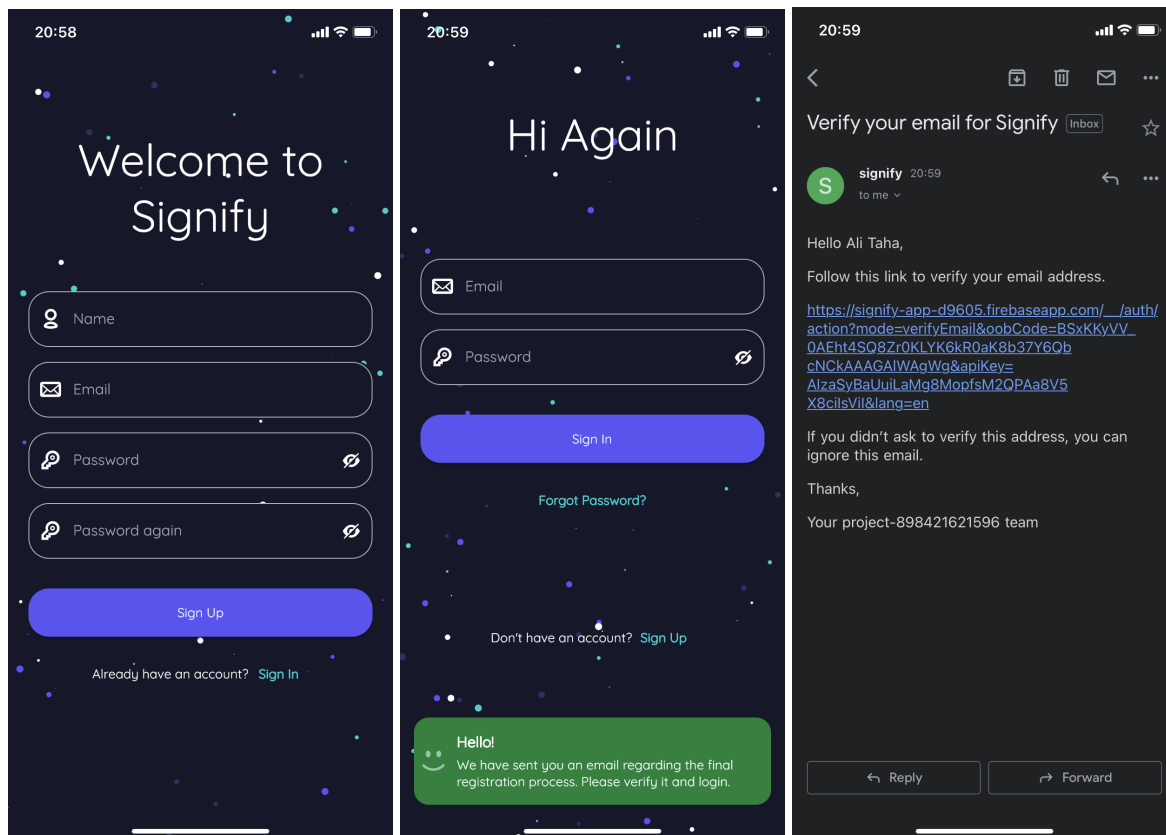 20:58
Welcome to
Signify
Name
Email
Password
Password again
Sign Up
Already have an account? Sign In
20:59
Hi Again
Email
Password
Sign In
Forgot Password?
Don't have an account? Sign Up
Hello!
We have sent you an email regarding the final
registration process. Please verify it and login.
20:59
Verify your email for Signify Inbox
S
signify 20:59
to me
Hello Ali Taha,
Follow this link to verify your email address.
https://signify-app-d9605.firebaseapp.com/__/auth/
action?mode=verifyEmail&oobCode=BSxKKyVV_
0AEht4SQ8Zr0KLYK6kR0aK8b37Y6Qb
cNCkAAAGAlWAgWg&apiKey=
AIzaSyBaUuiLaMg8MopfsM2QPAa8V5
X8cilsViI&lang=en
If you didn't ask to verify this address, you can
ignore this email.
Thanks,
Your project-898421621596 team
Reply
Forward